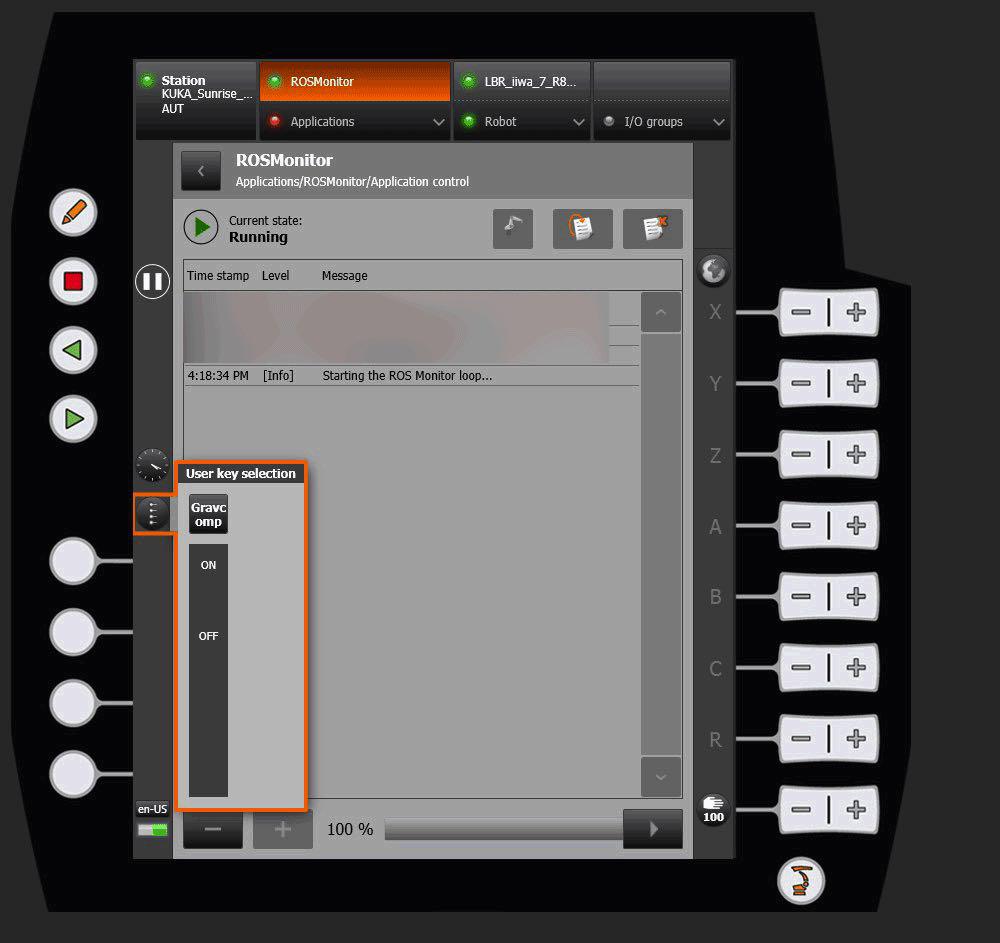 Station
KUKA_Sunrise_...
AUT
ROSMonitor
Applications
LBR_iiwa_7_R8...
Robot
I/O groups
ROSMonitor
Applications/ROSMonitor/Application control
Current state:
Running
Time stamp Level Message
4:18:34 PM [Info] Starting the ROS Monitor loop...
User key selection
Gravc
omp
ON
OFF
X
Y
Z
A
B
C
R
en-US
100 %
100